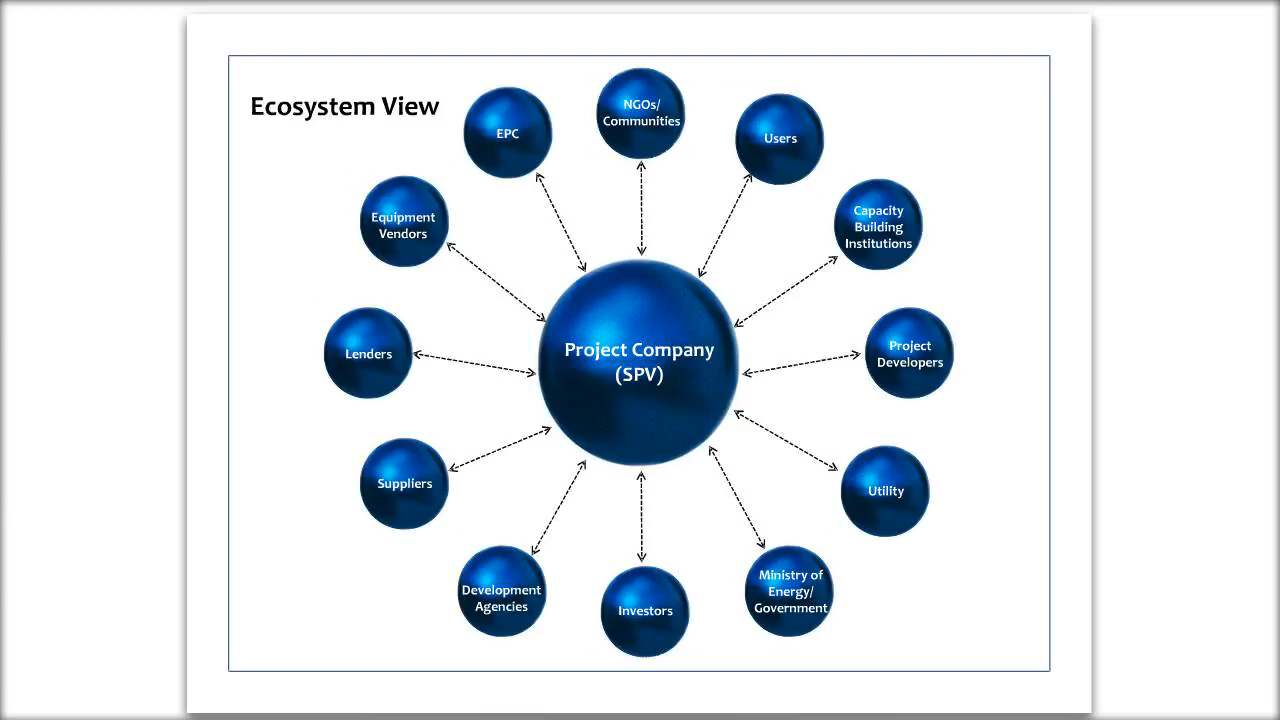 Ecosystem View
EPC
NGOs/
Communities
Users
Equipment
Vendors
Capacity
Building
Institutions
Lenders
Project Company
(SPV)
Project
Developers
Suppliers
Utility
Development
Agencies
Investors
Ministry of
Energy/
Government